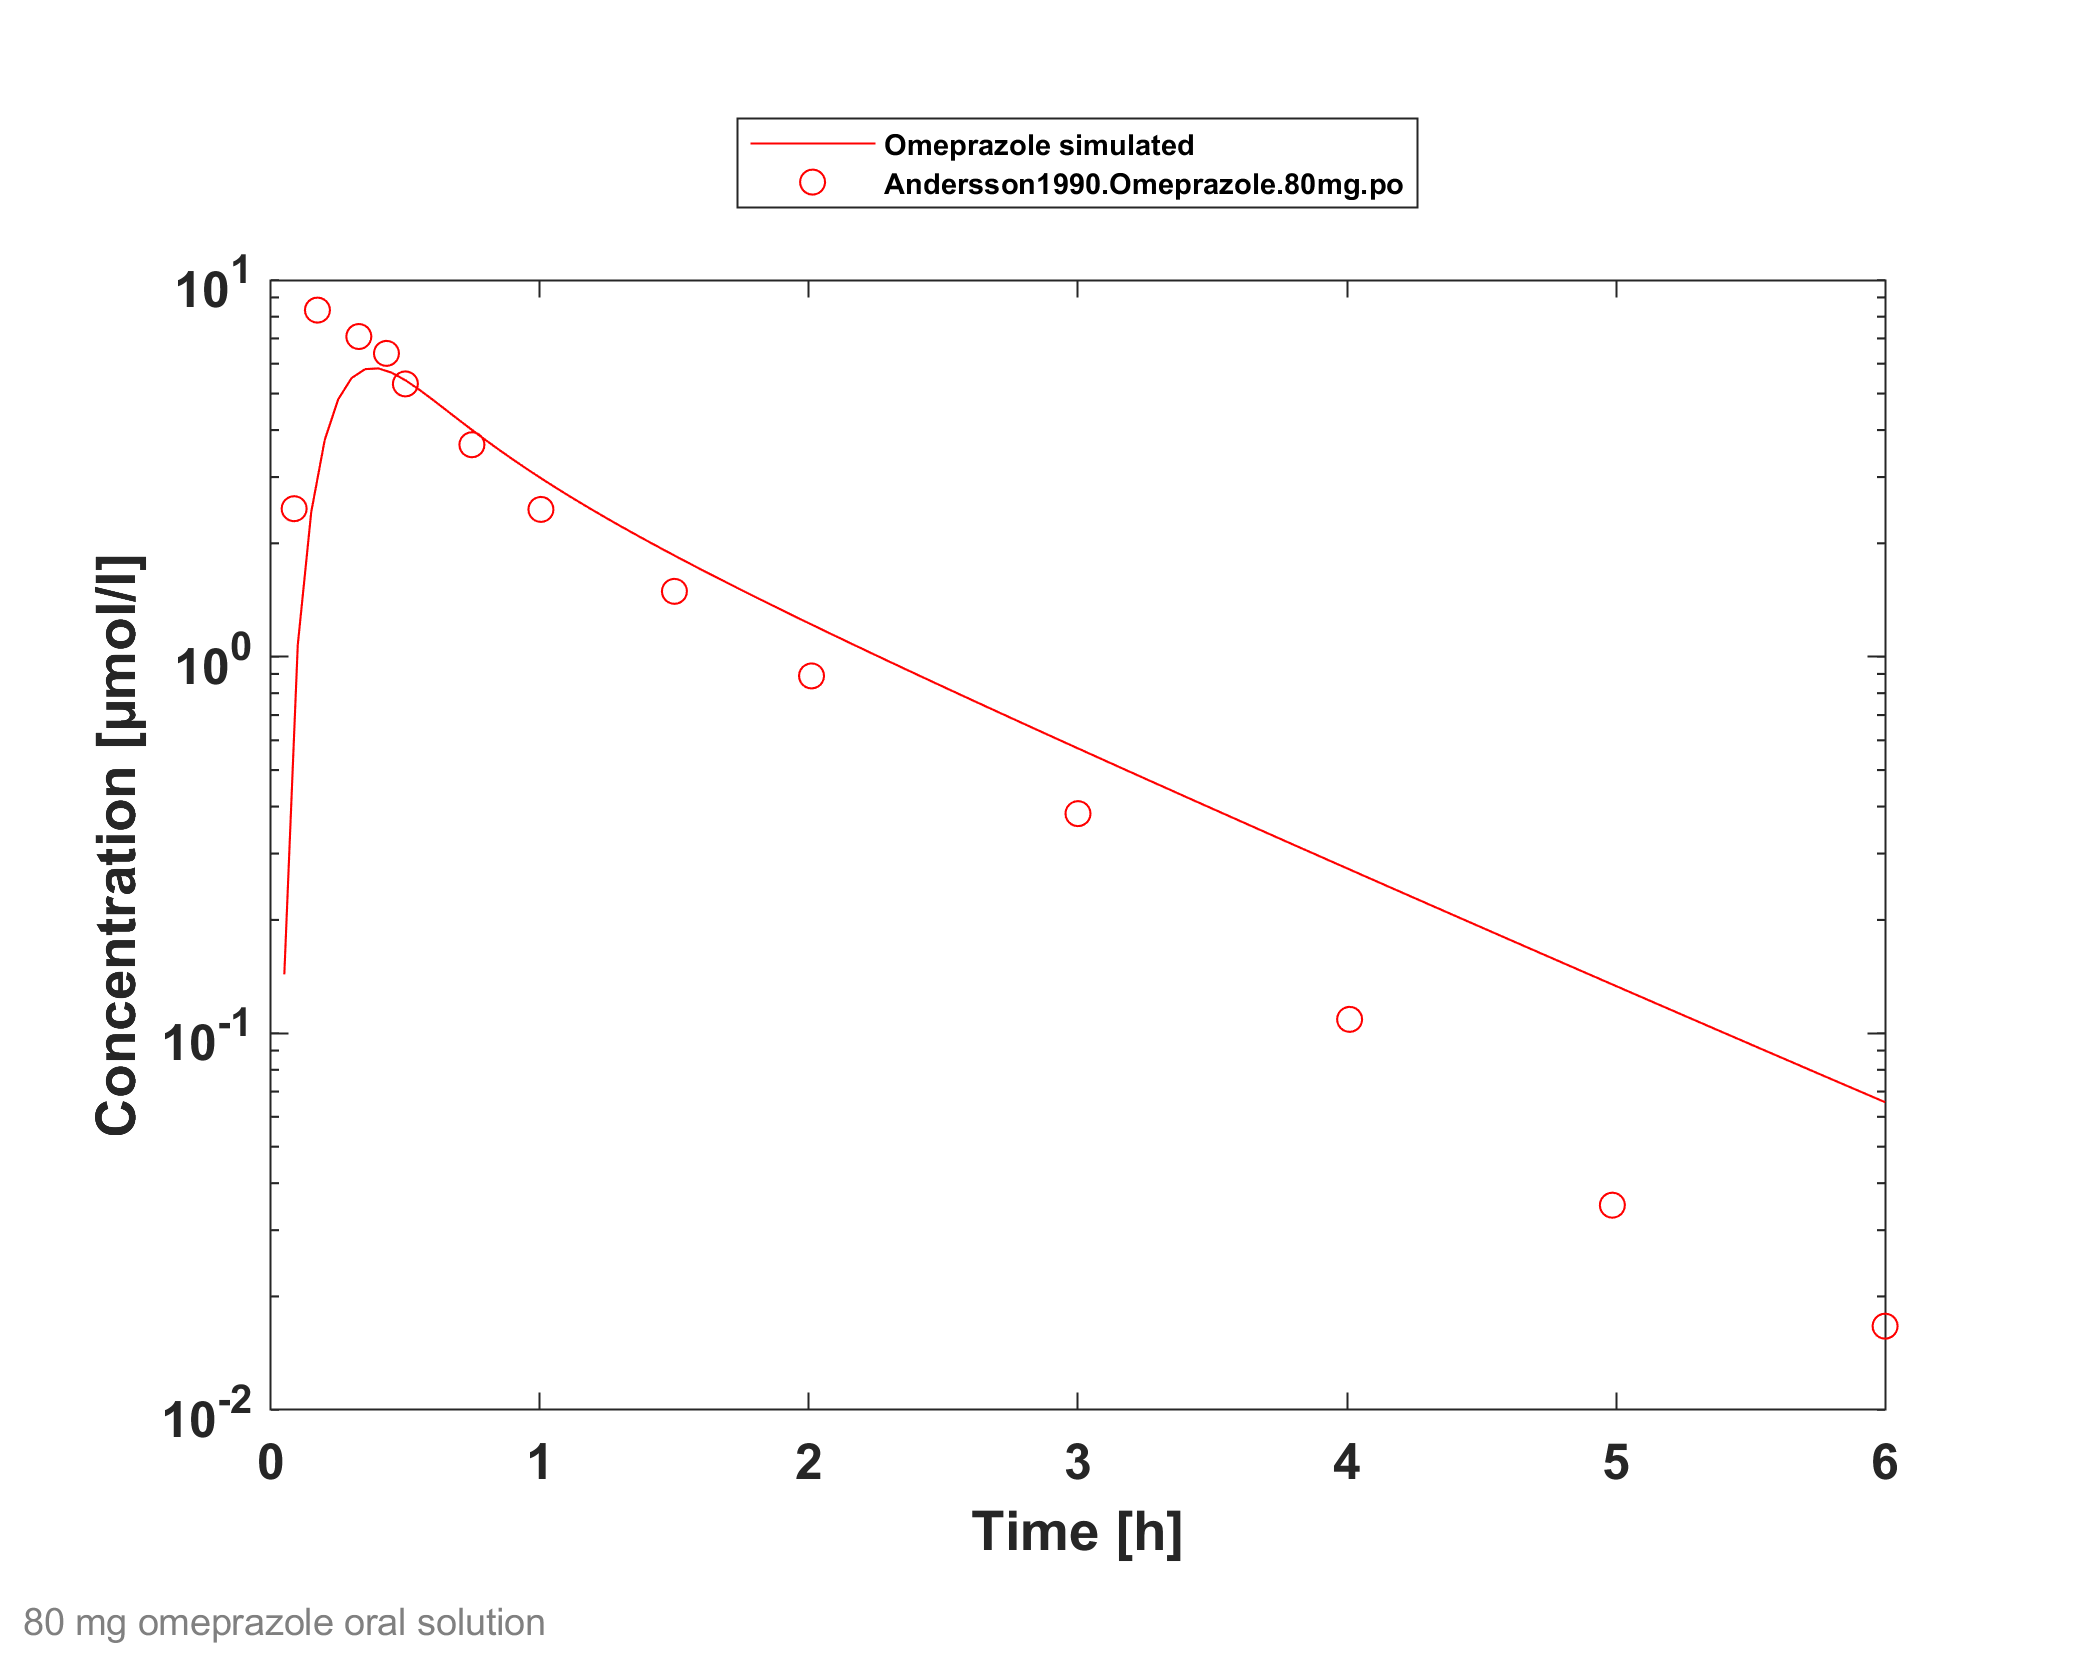 Omeprazole simulated
Andersson1990.Omeprazole.80mg.po
10^1
10^0
10^-1
10^-2
Concentration [µmol/l]
0 1 2 3 4 5 6
Time [h]
80 mg omeprazole oral solution